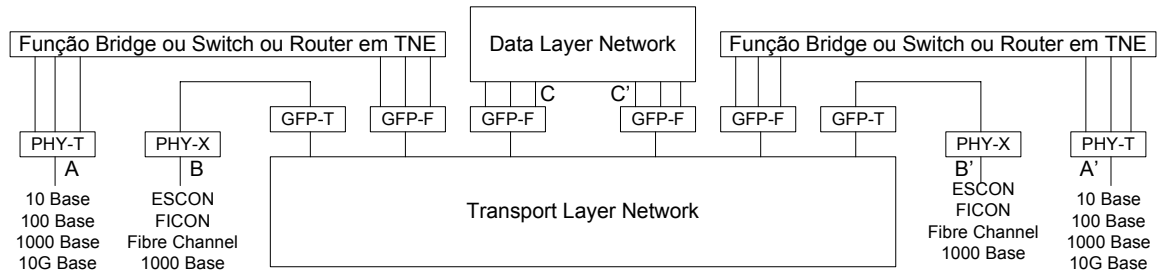 Função Bridge ou Switch ou Router em TNE
Data Layer Network
Função Bridge ou Switch ou Router em TNE
C
C'
GFP-T
GFP-F
GFP-F
GFP-F
GFP-F
GFP-T
PHY-T
PHY-X
PHY-X
PHY-T
A
B
B'
A'
10 Base
100 Base
1000 Base
10G Base
ESCON
FICON
Fibre Channel
1000 Base
Transport Layer Network
ESCON
FICON
Fibre Channel
1000 Base
10 Base
100 Base
1000 Base
10G Base